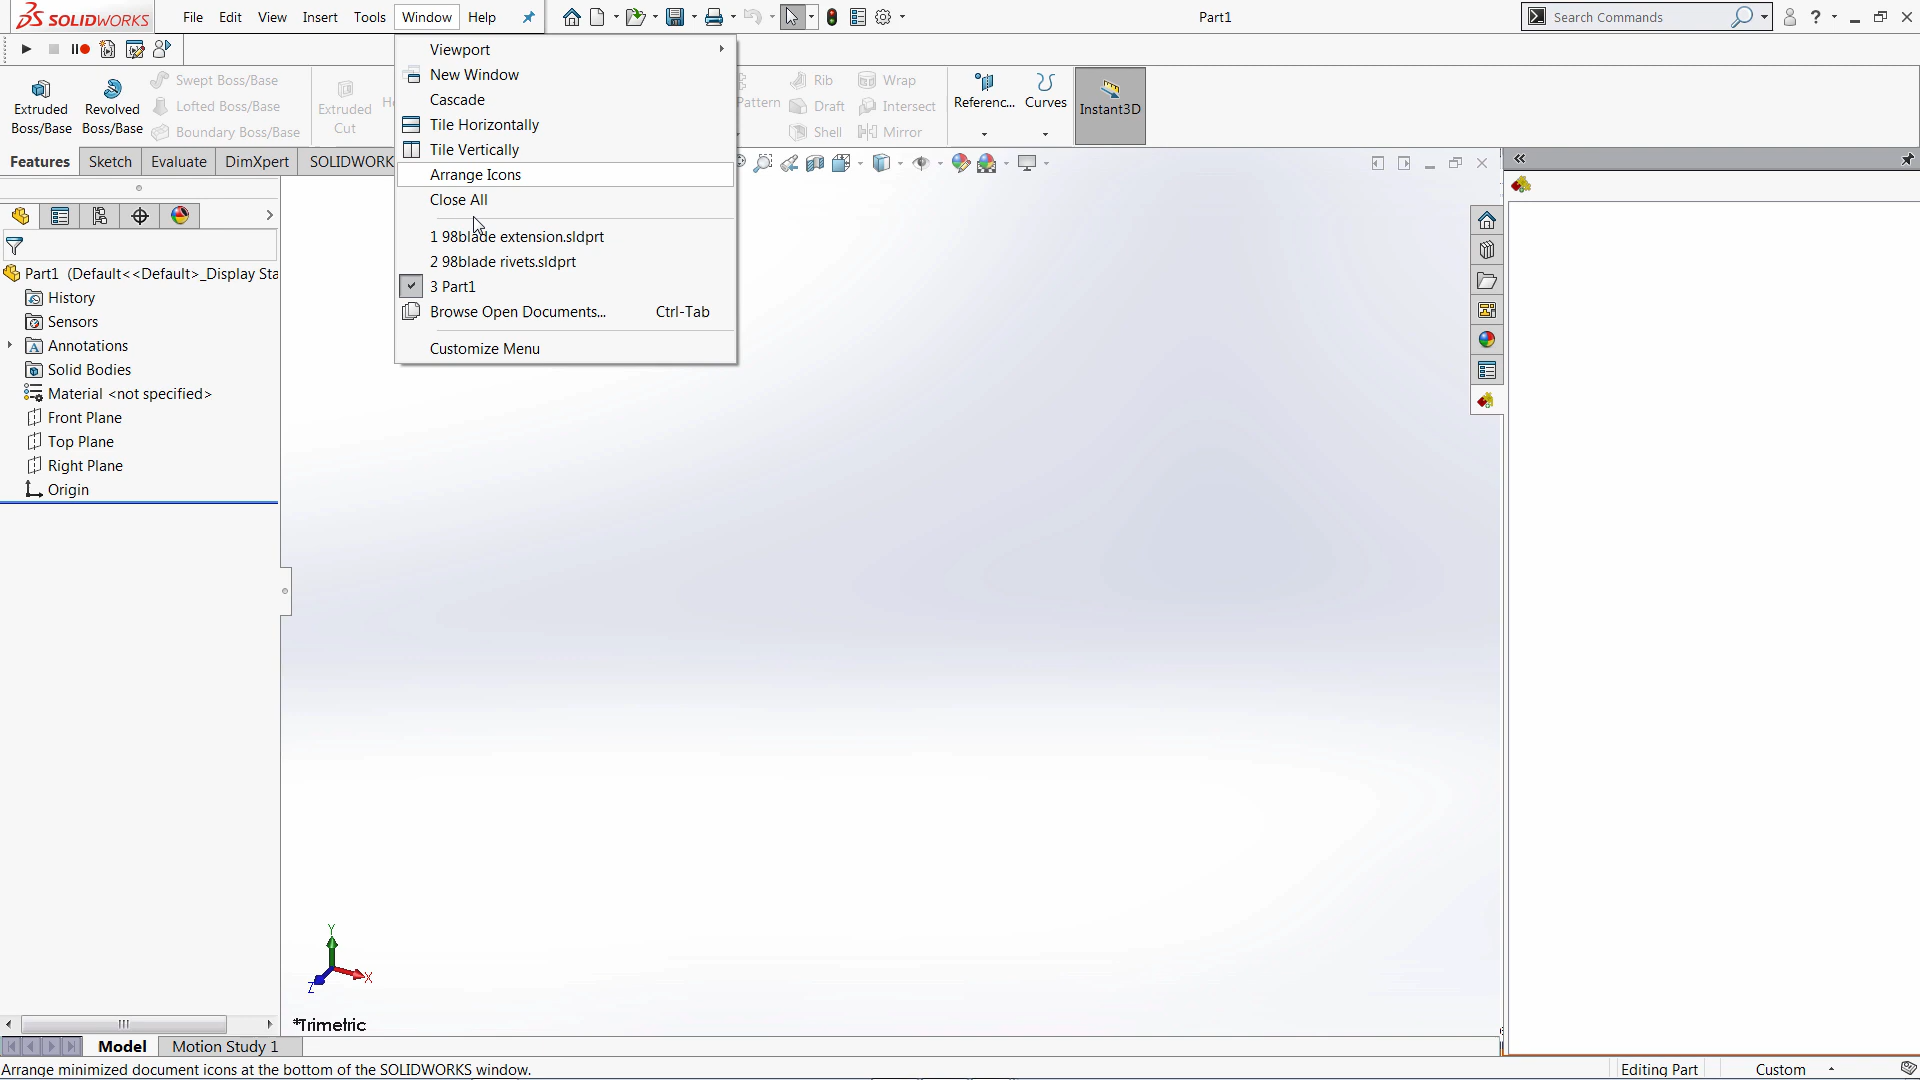 SOLIDWORKS File Edit View Insert Tools Window Help Part1 Search Commands ?
Viewport
New Window
Cascade
Tile Horizontally
Tile Vertically
Arrange Icons
Close All
1 98blade extension.sldprt
2 98blade rivets.sldprt
3 Part1
Browse Open Documents... Ctrl-Tab
Customize Menu
Extruded Boss/Base
Revolved Boss/Base
Swept Boss/Base
Lofted Boss/Base
Boundary Boss/Base
Extruded Cut
Rib
Draft
Shell
Wrap
Intersect
Mirror
Referenc...
Curves
Instant3D
Features Sketch Evaluate DimXpert SOLIDWORK
Part1 (Default<<Default>_Display Sta
History
Sensors
Annotations
Solid Bodies
Material <not specified>
Front Plane
Top Plane
Right Plane
Origin
Y
X
Z
*Trimetric
Model Motion Study 1
Arrange minimized document icons at the bottom of the SOLIDWORKS window. Editing Part Custom